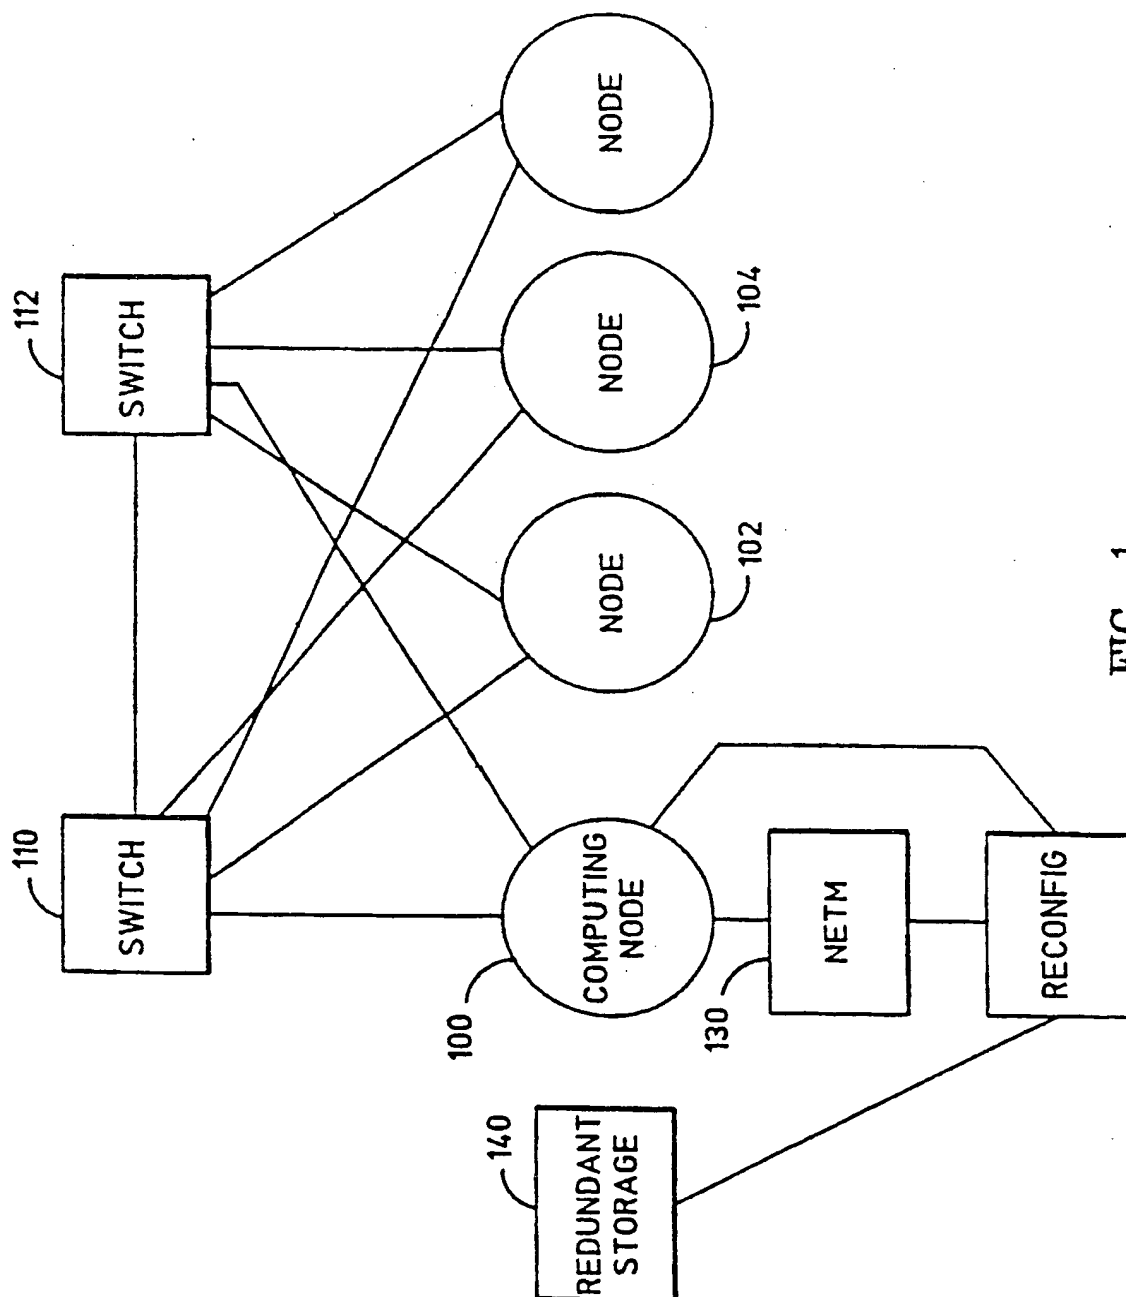 110
SWITCH
112
SWITCH
100
COMPUTING
NODE
NODE
102
NODE
104
NODE
140
REDUNDANT
STORAGE
130
NETM
RECONFIG